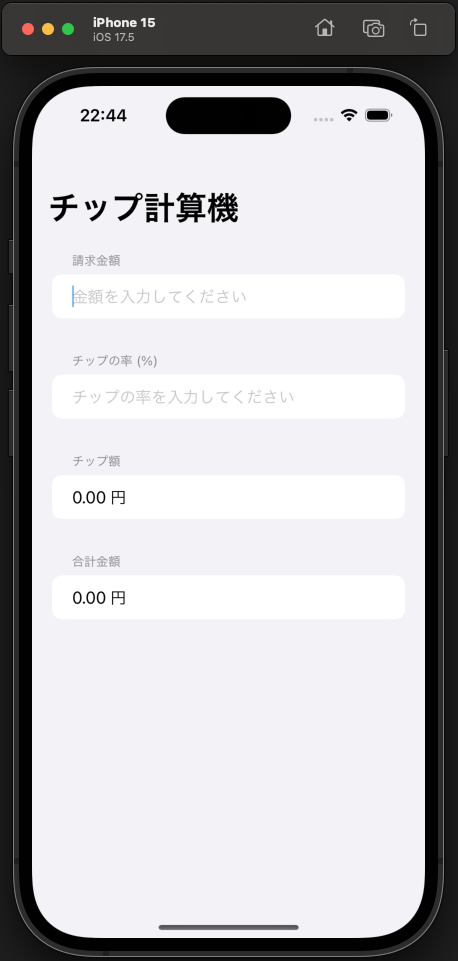 iPhone 15
iOS 17.5
22:44
チップ計算機
請求金額
金額を入力してください
チップの率 (%)
チップの率を入力してください
チップ額
0.00 円
合計金額
0.00 円